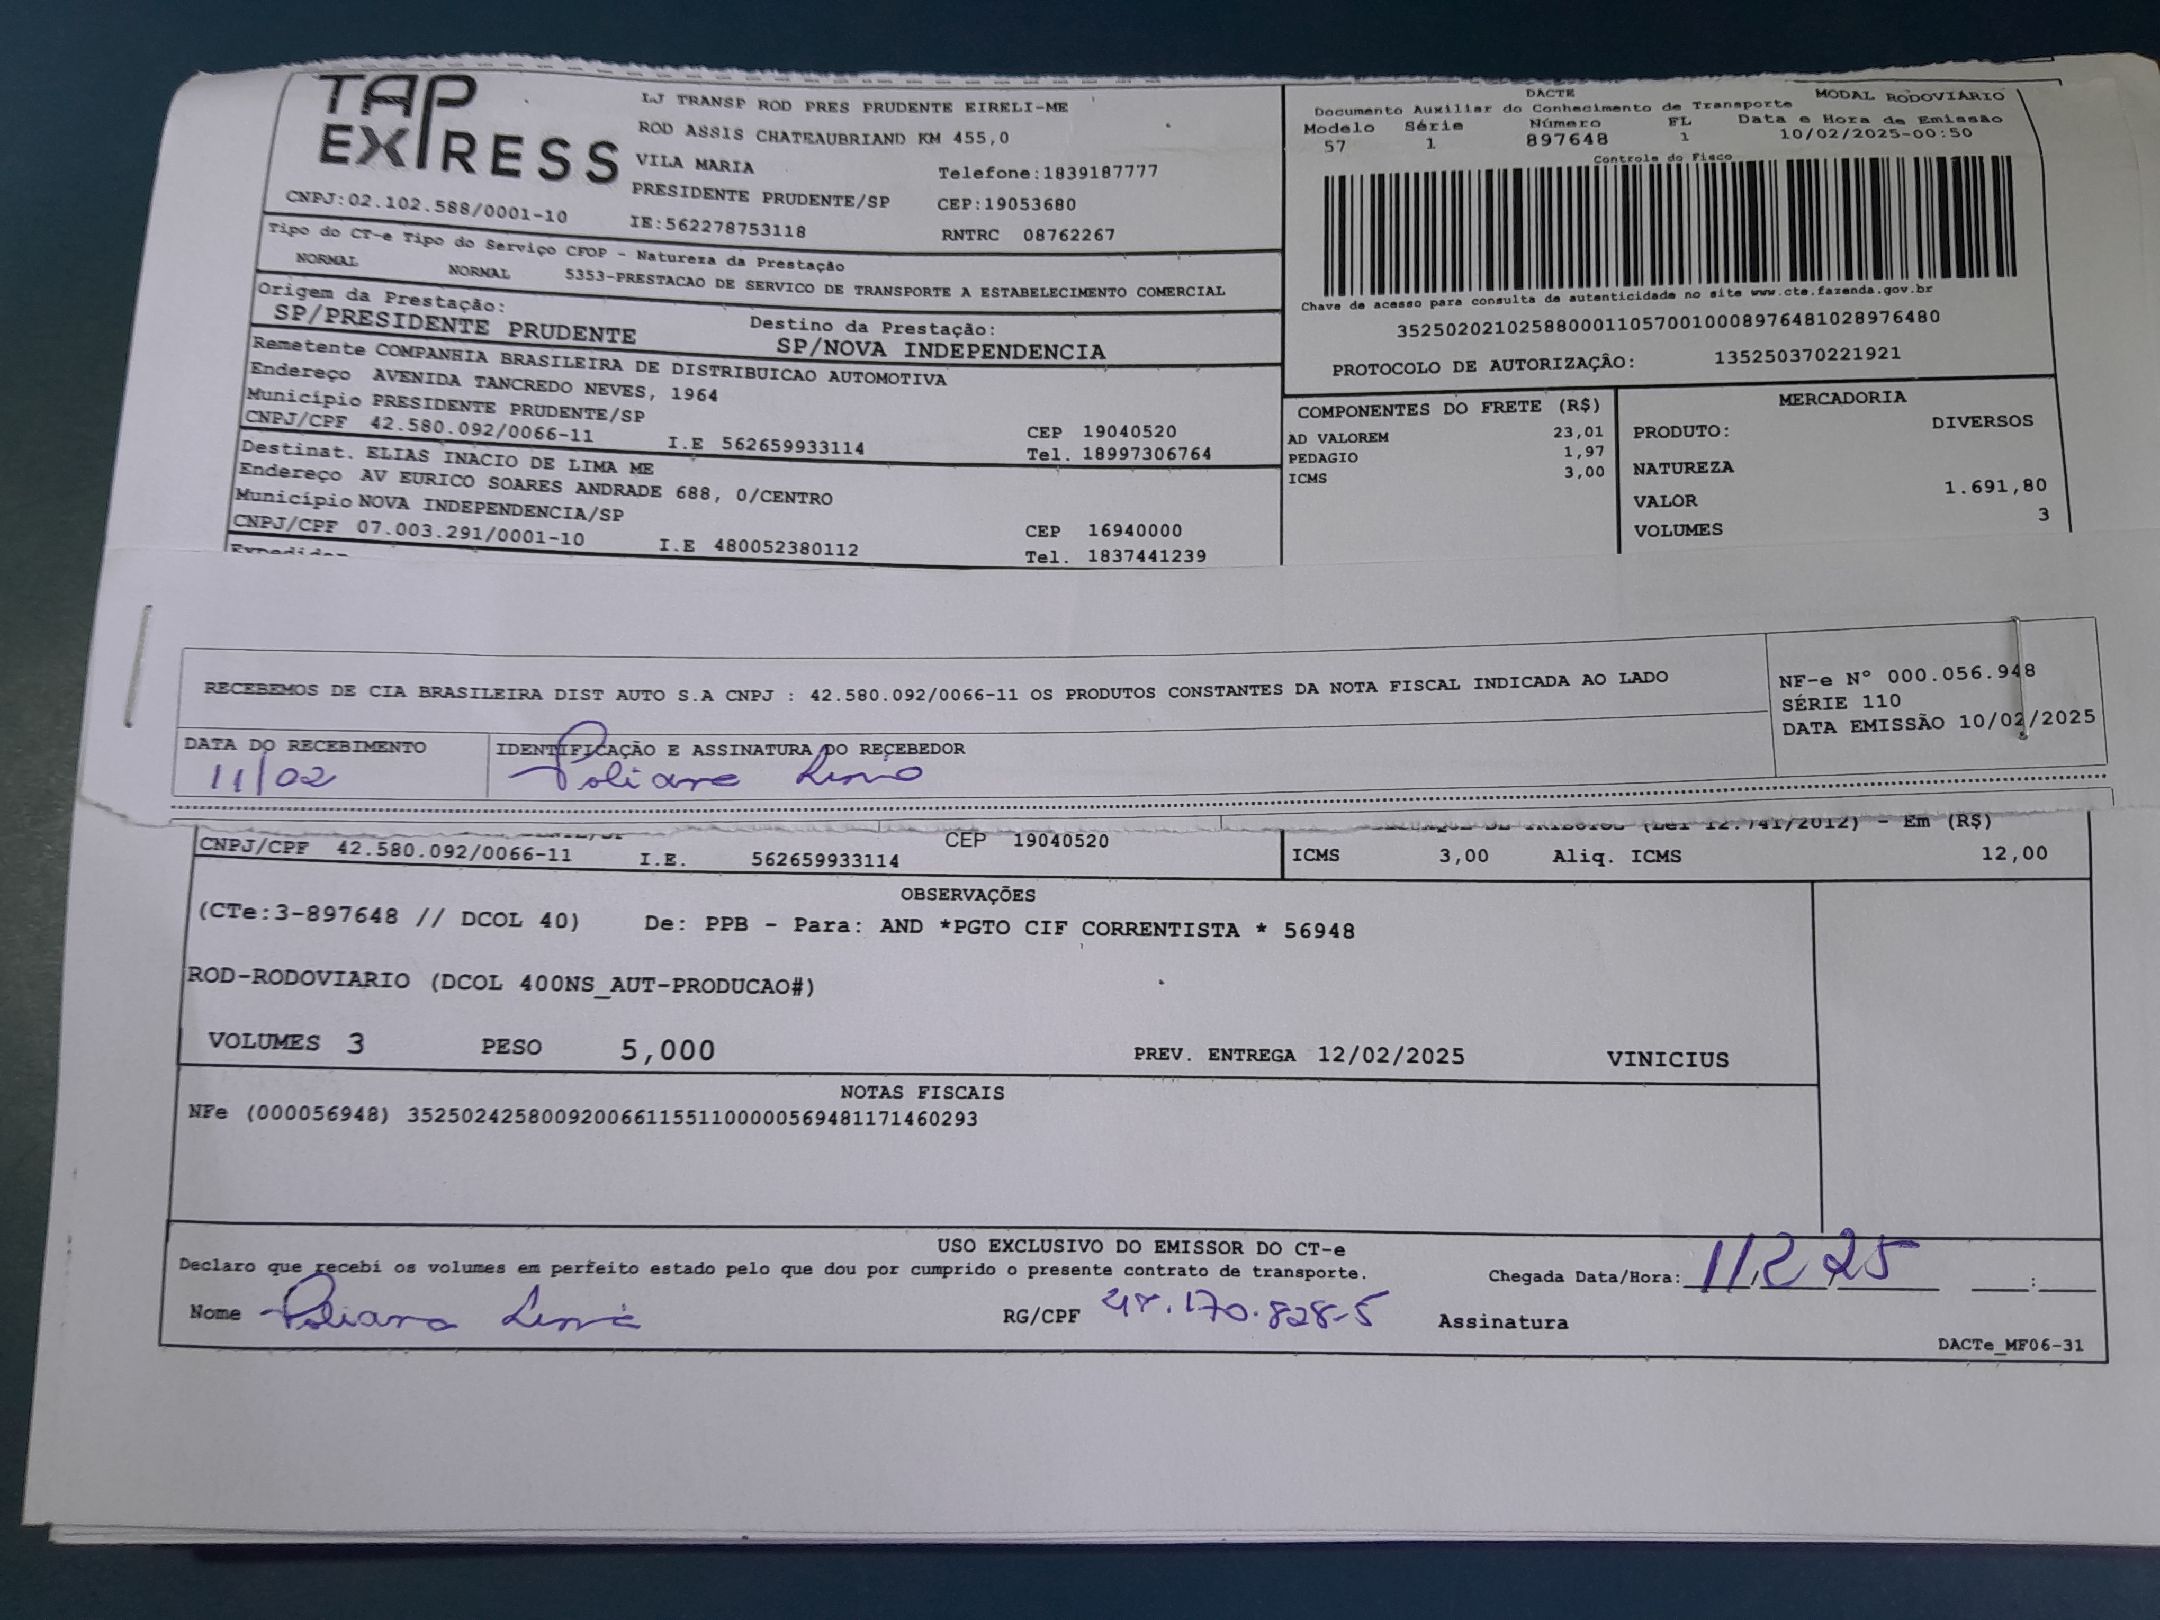 TAP EXPRESS
LJ TRANSP ROD PRES PRUDENTE EIRELI-ME
ROD ASSIS CHATEAUBRIAND KM 455,0
VILA MARIA Telefone:1839187777
PRESIDENTE PRUDENTE/SP CEP:19053680
CNPJ:02.102.588/0001-10 IE:562278753118 RNTRC 08762267
DACTE MODAL RODOVIÁRIO
Documento Auxiliar do Conhecimento de Transporte
Modelo Série Número FL Data e Hora de Emissão
57 1 897648 1 10/02/2025-00:50
Controle do Fisco
Chave de acesso para consulta de autenticidade no site www.cte.fazenda.gov.br
35250202102588000110570010008976481028976480
PROTOCOLO DE AUTORIZAÇÃO: 135250370221921
Tipo do CT-e Tipo do Serviço CFOP - Natureza da Prestação
NORMAL NORMAL 5353-PRESTACAO DE SERVICO DE TRANSPORTE A ESTABELECIMENTO COMERCIAL
Origem da Prestação: Destino da Prestação:
SP/PRESIDENTE PRUDENTE SP/NOVA INDEPENDENCIA
Remetente COMPANHIA BRASILEIRA DE DISTRIBUICAO AUTOMOTIVA
Endereço AVENIDA TANCREDO NEVES, 1964
Município PRESIDENTE PRUDENTE/SP CEP 19040520
CNPJ/CPF 42.580.092/0066-11 I.E 562659933114 Tel. 18997306764
Destinat. ELIAS INACIO DE LIMA ME
Endereço AV EURICO SOARES ANDRADE 688, 0/CENTRO
Município NOVA INDEPENDENCIA/SP CEP 16940000
CNPJ/CPF 07.003.291/0001-10 I.E 480052380112 Tel. 1837441239
COMPONENTES DO FRETE (R$)
AD VALOREM 23,01
PEDAGIO 1,97
ICMS 3,00
MERCADORIA
PRODUTO: DIVERSOS
NATUREZA
VALOR 1.691,80
VOLUMES 3
RECEBEMOS DE CIA BRASILEIRA DIST AUTO S.A CNPJ : 42.580.092/0066-11 OS PRODUTOS CONSTANTES DA NOTA FISCAL INDICADA AO LADO
NF-e Nº 000.056.948
SÉRIE 110
DATA EMISSÃO 10/02/2025
DATA DO RECEBIMENTO IDENTIFICAÇÃO E ASSINATURA DO RECEBEDOR
11/02 Poliana Lima
(Lei 12.741/2012) - Em (R$)
CNPJ/CPF 42.580.092/0066-11 I.E. 562659933114 CEP 19040520
ICMS 3,00 Aliq. ICMS 12,00
OBSERVAÇÕES
(CTe:3-897648 // DCOL 40) De: PPB - Para: AND *PGTO CIF CORRENTISTA * 56948
ROD-RODOVIARIO (DCOL 400NS_AUT-PRODUCAO#)
VOLUMES 3 PESO 5,000 PREV. ENTREGA 12/02/2025 VINICIUS
NOTAS FISCAIS
NFe (000056948) 35250242580092006611551100000569481171460293
USO EXCLUSIVO DO EMISSOR DO CT-e
Declaro que recebi os volumes em perfeito estado pelo que dou por cumprido o presente contrato de transporte. Chegada Data/Hora: 11/2/25 :
Nome Poliana Lima RG/CPF 48.170.828-5 Assinatura
DACTe_MF06-31